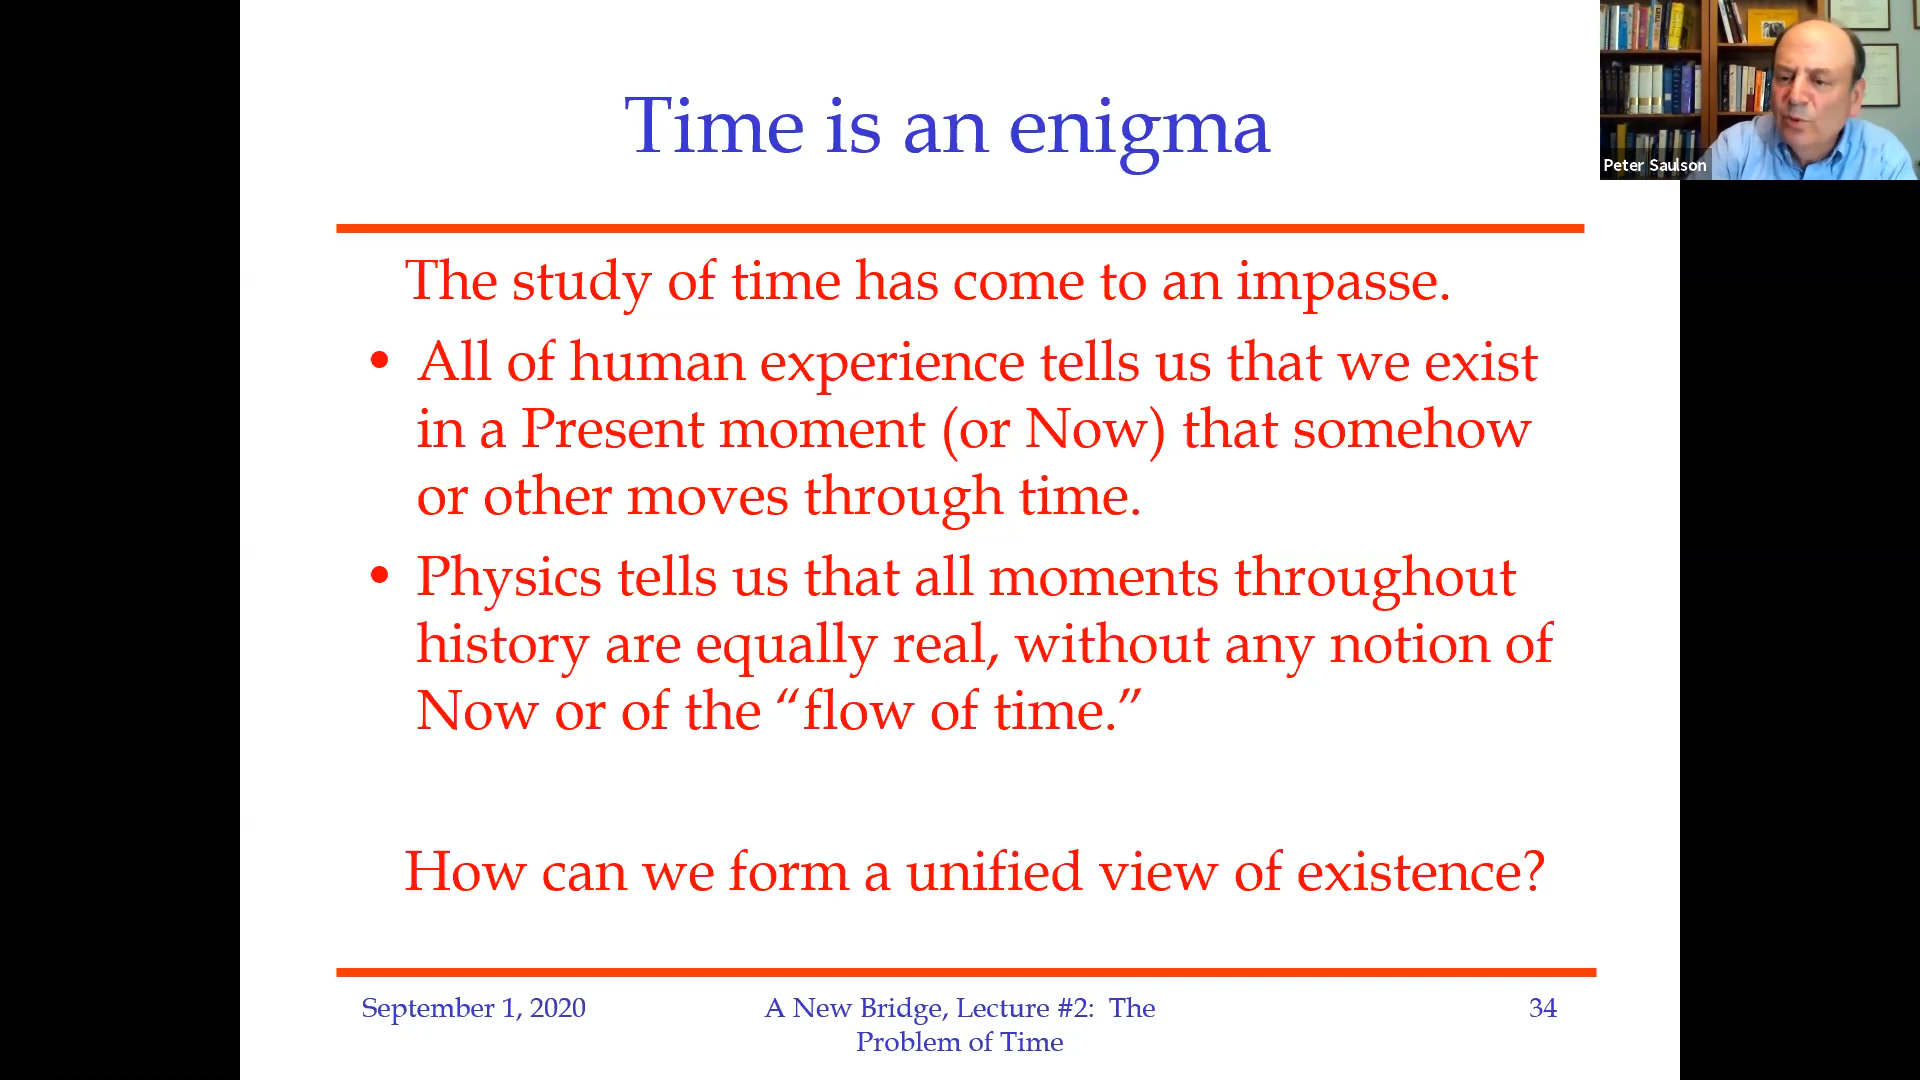 Time is an enigma
Peter Saulson
The study of time has come to an impasse.
• All of human experience tells us that we exist
in a Present moment (or Now) that somehow
or other moves through time.
• Physics tells us that all moments throughout
history are equally real, without any notion of
Now or of the “flow of time.”
How can we form a unified view of existence?
September 1, 2020
A New Bridge, Lecture #2: The
Problem of Time
34